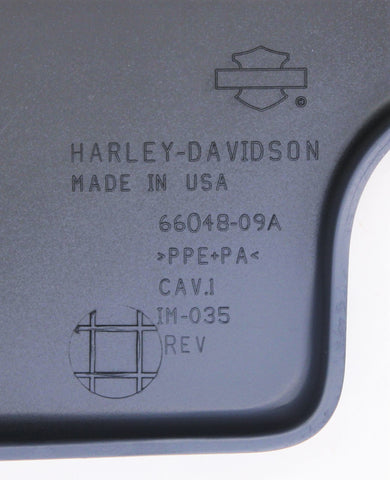 ©
HARLEY-DAVIDSON
MADE IN USA
66048-09A
>PPE+PA<
CAV.1
IM-035
REV